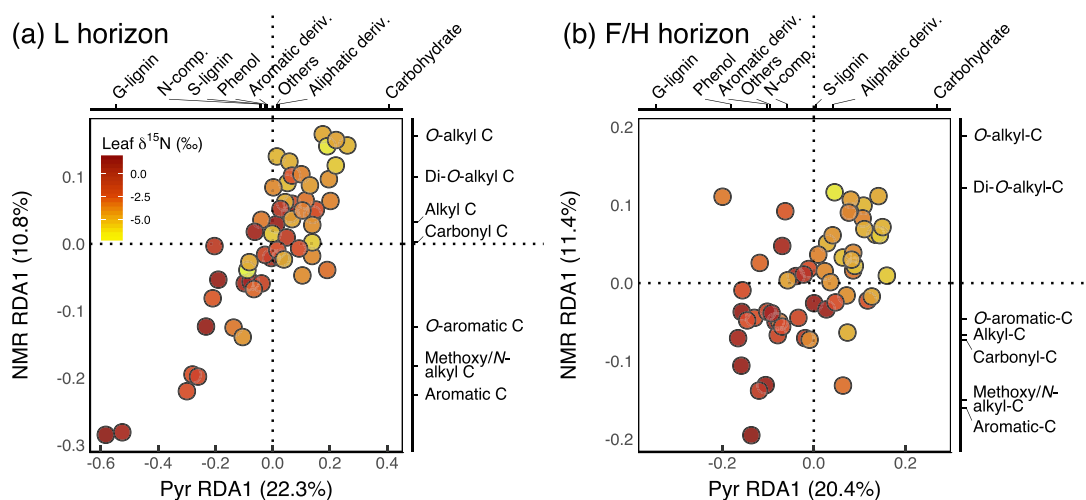 (a) L horizon
G-lignin
N-comp.
S-lignin
Phenol
Aromatic deriv.
Others
Aliphatic deriv.
Carbohydrate
Leaf δ15N (‰)
0.0
-2.5
-5.0
0.1
0.0
-0.1
-0.2
-0.3
NMR RDA1 (10.8%)
-0.6
-0.4
-0.2
0.0
0.2
0.4
Pyr RDA1 (22.3%)
O-alkyl C
Di-O-alkyl C
Alkyl C
Carbonyl C
O-aromatic C
Methoxy/N-
alkyl C
Aromatic C
(b) F/H horizon
G-lignin
Phenol
Aromatic deriv.
Others
N-comp.
S-lignin
Aliphatic deriv.
Carbohydrate
0.2
0.1
0.0
-0.1
-0.2
NMR RDA1 (11.4%)
-0.2
0.0
0.2
Pyr RDA1 (20.4%)
O-alkyl-C
Di-O-alkyl-C
O-aromatic-C
Alkyl-C
Carbonyl-C
Methoxy/N-
alkyl-C
Aromatic-C